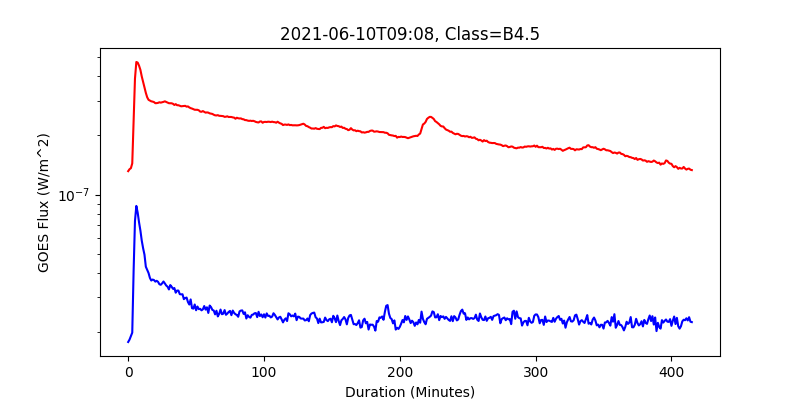 2021-06-10T09:08, Class=B4.5
GOES Flux (W/m^2)
10^-7
0 100 200 300 400
Duration (Minutes)